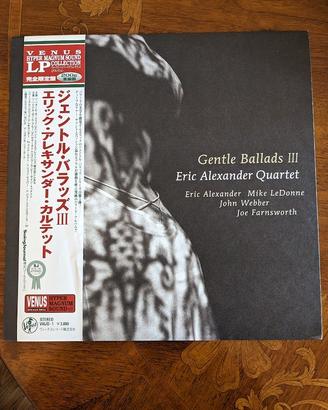 VENUS
HYPER MAGNUM SOUND
LP COLLECTION
200g
完全限定盤
ジェントル・バラッズIII
エリック・アレキサンダー・カルテット
Gentle Ballads III
Eric Alexander Quartet
Eric Alexander Mike LeDonne
John Webber
Joe Farnsworth
VENUS
HYPER
MAGNUM
SOUND
STEREO